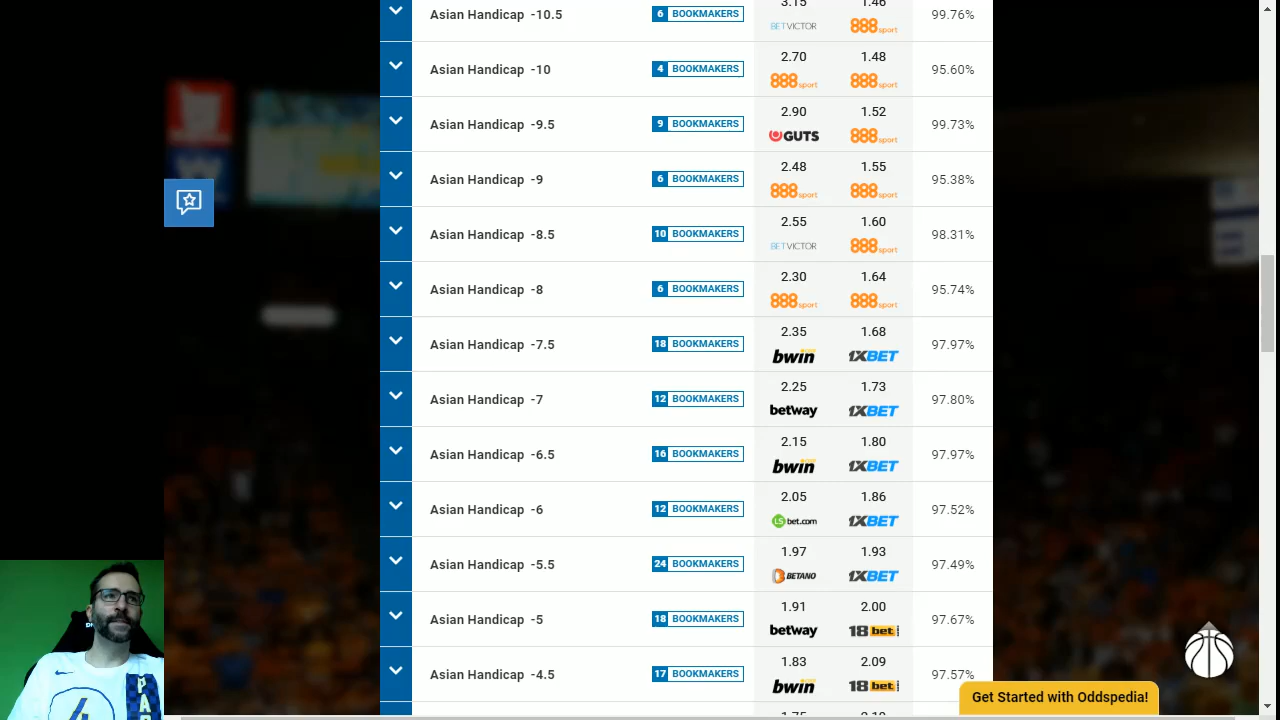 3.15 1.46
Asian Handicap -10.5 6 BOOKMAKERS 99.76%
BETVICTOR 888sport
2.70 1.48
Asian Handicap -10 4 BOOKMAKERS 95.60%
888sport 888sport
2.90 1.52
Asian Handicap -9.5 9 BOOKMAKERS 99.73%
GUTS 888sport
2.48 1.55
Asian Handicap -9 6 BOOKMAKERS 95.38%
888sport 888sport
2.55 1.60
Asian Handicap -8.5 10 BOOKMAKERS 98.31%
BETVICTOR 888sport
2.30 1.64
Asian Handicap -8 6 BOOKMAKERS 95.74%
888sport 888sport
2.35 1.68
Asian Handicap -7.5 18 BOOKMAKERS 97.97%
bwin 1XBET
2.25 1.73
Asian Handicap -7 12 BOOKMAKERS 97.80%
betway 1XBET
2.15 1.80
Asian Handicap -6.5 16 BOOKMAKERS 97.97%
bwin 1XBET
2.05 1.86
Asian Handicap -6 12 BOOKMAKERS 97.52%
LS bet.com 1XBET
1.97 1.93
Asian Handicap -5.5 24 BOOKMAKERS 97.49%
BETANO 1XBET
1.91 2.00
Asian Handicap -5 18 BOOKMAKERS 97.67%
betway 18bet
1.83 2.09
Asian Handicap -4.5 17 BOOKMAKERS 97.57%
bwin 18bet
Get Started with Oddspedia!
4